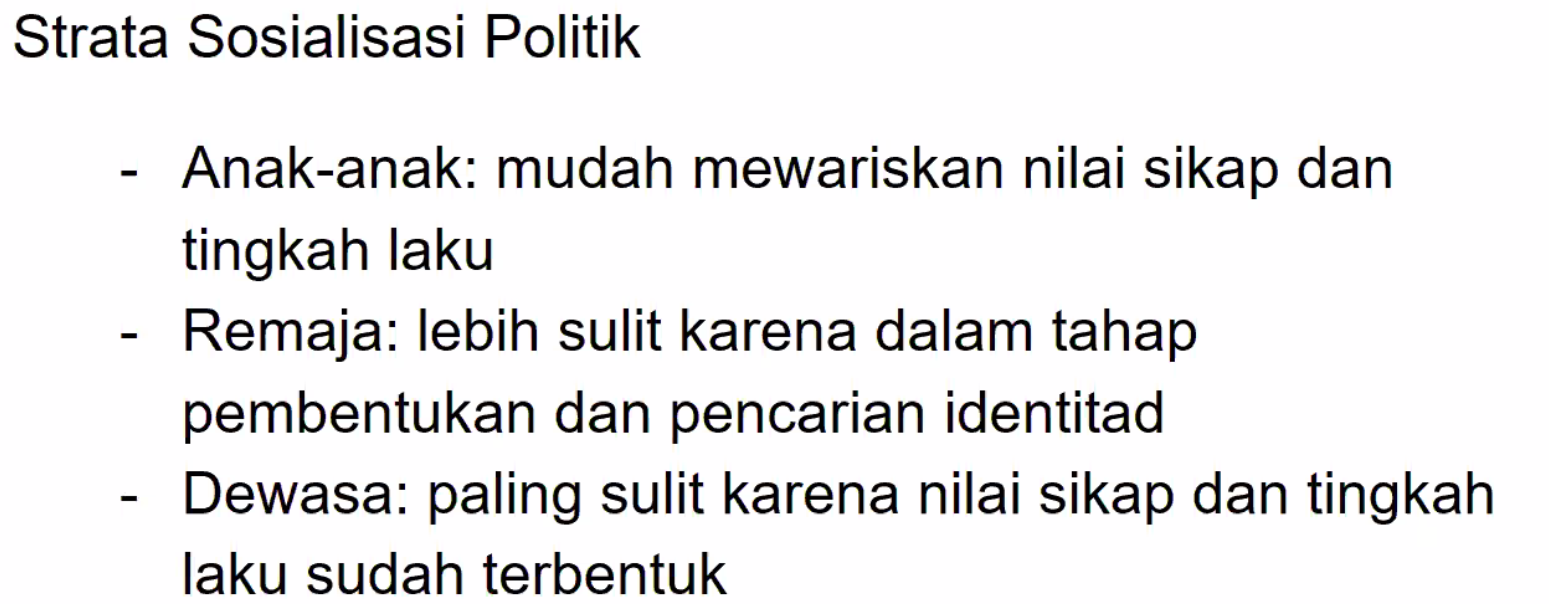 Strata Sosialisasi Politik
- Anak-anak: mudah mewariskan nilai sikap dan
tingkah laku
- Remaja: lebih sulit karena dalam tahap
pembentukan dan pencarian identitad
- Dewasa: paling sulit karena nilai sikap dan tingkah
laku sudah terbentuk